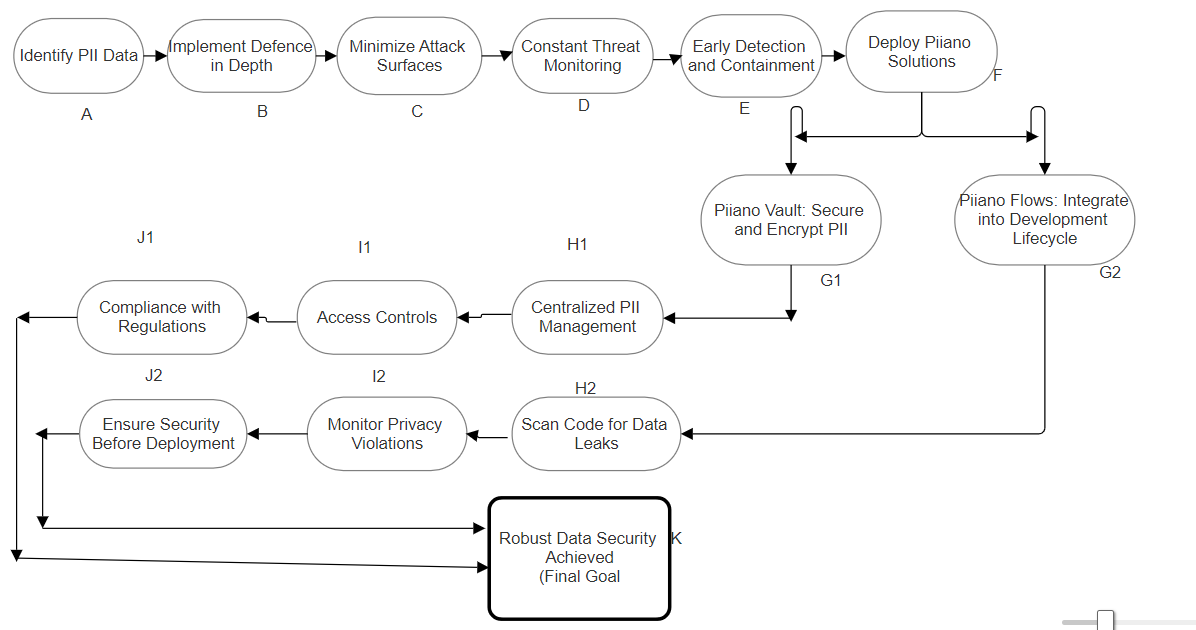 Identify PII Data
A
Implement Defence
in Depth
B
Minimize Attack
Surfaces
C
Constant Threat
Monitoring
D
Early Detection
and Containment
E
Deploy Piiano
Solutions
F
Piiano Vault: Secure
and Encrypt PII
G1
Piiano Flows: Integrate
into Development
Lifecycle
G2
H1
Centralized PII
Management
I1
Access Controls
J1
Compliance with
Regulations
H2
Scan Code for Data
Leaks
I2
Monitor Privacy
Violations
J2
Ensure Security
Before Deployment
Robust Data Security
Achieved
(Final Goal
K